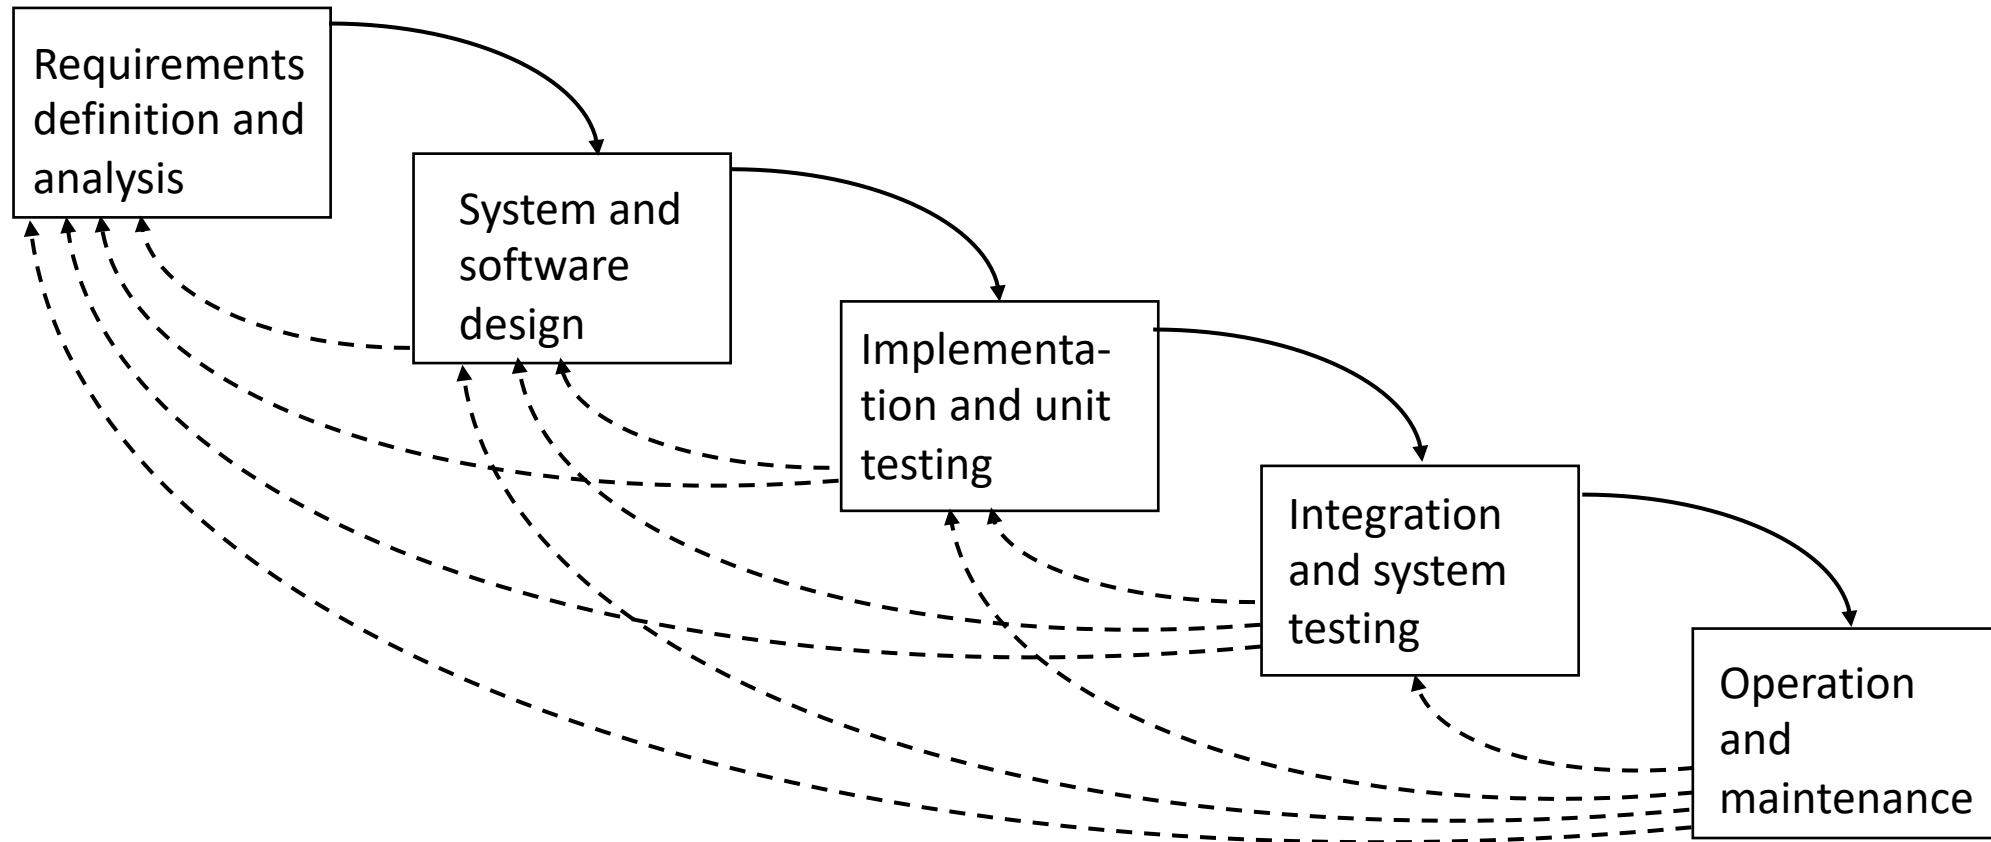 Requirements
definition and
analysis
System and
software
design
Implementa-
tion and unit
testing
Integration
and system
testing
Operation
and
maintenance